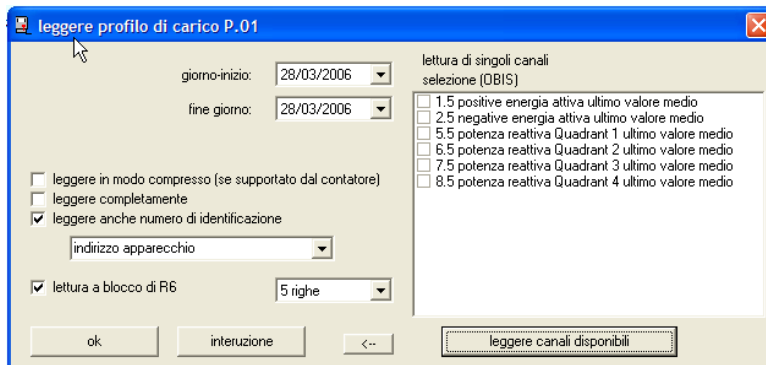 leggere profilo di carico P.01
giorno-inizio: 28/03/2006
fine giorno: 28/03/2006
leggere in modo compresso (se supportato dal contatore)
leggere completamente
leggere anche numero di identificazione
indirizzo apparecchio
lettura a blocco di R6 5 righe
ok interuzione <--
lettura di singoli canali
selezione (OBIS)
1.5 positive energia attiva ultimo valore medio
2.5 negative energia attiva ultimo valore medio
5.5 potenza reattiva Quadrant 1 ultimo valore medio
6.5 potenza reattiva Quadrant 2 ultimo valore medio
7.5 potenza reattiva Quadrant 3 ultimo valore medio
8.5 potenza reattiva Quadrant 4 ultimo valore medio
leggere canali disponibili